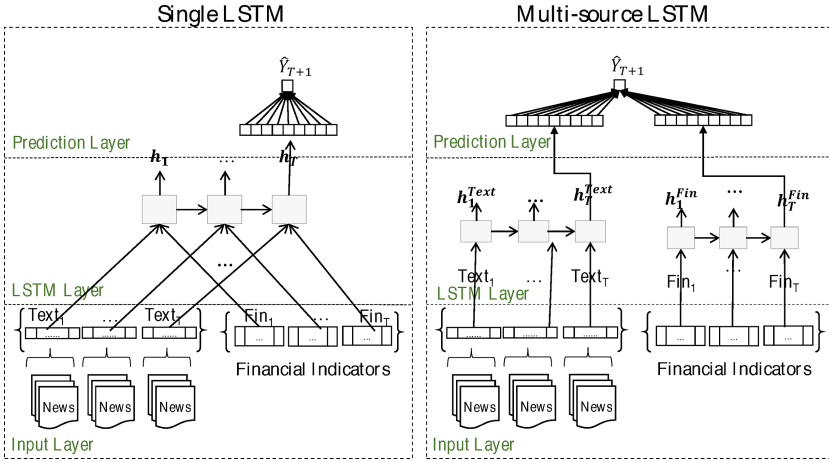 Single LSTM
Ŷ_{T+1}
Prediction Layer
h_1 ... h_T
...
LSTM Layer
Text_1 ... Text_T Fin_1 ... Fin_T
...... ...... ...... ... ... ...
Financial Indicators
News News News
Input Layer
Multi-source LSTM
Ŷ_{T+1}
Prediction Layer
h_1^{Text} ... h_T^{Text} h_1^{Fin} ... h_T^{Fin}
Text_1 ... Text_T Fin_1 ... Fin_T
LSTM Layer
...... ...... ...... ... ... ...
Financial Indicators
News News News
Input Layer